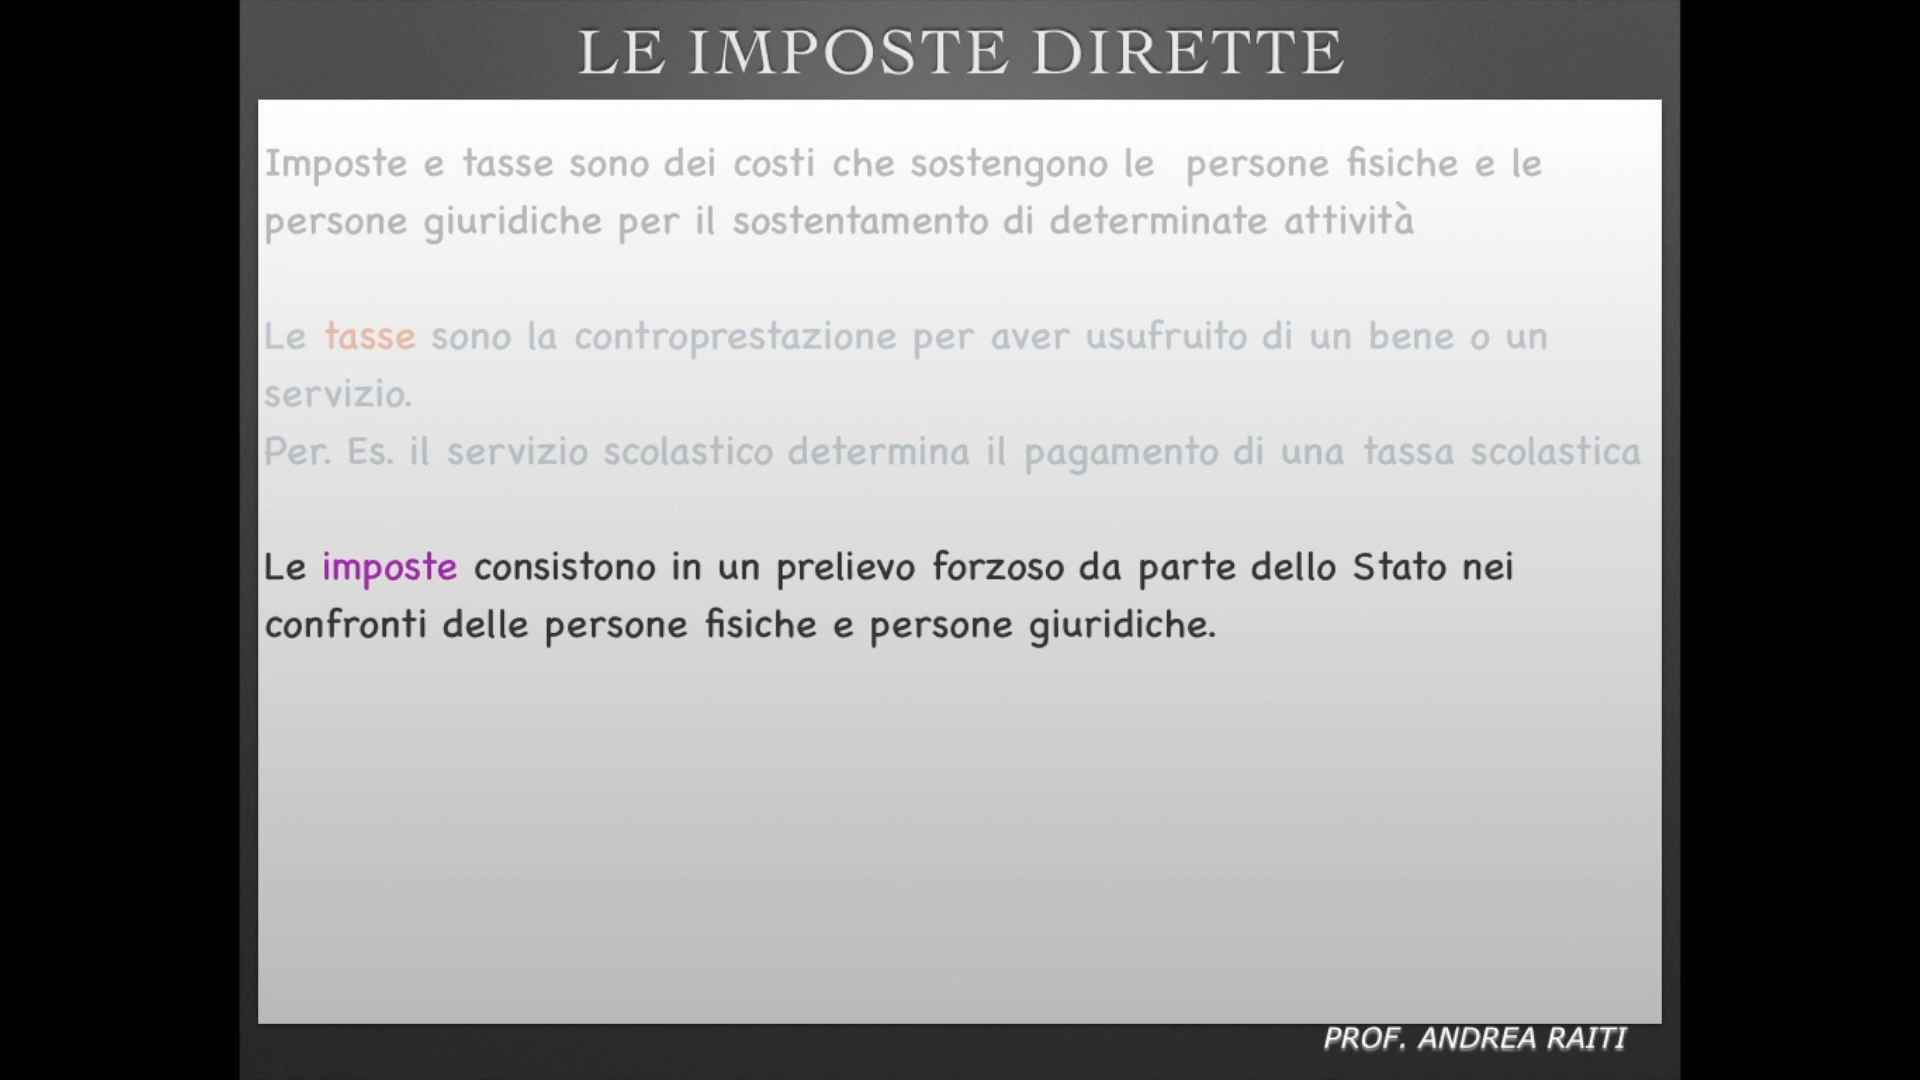 LE IMPOSTE DIRETTE
Imposte e tasse sono dei costi che sostengono le persone fisiche e le
persone giuridiche per il sostentamento di determinate attività
Le tasse sono la controprestazione per aver usufruito di un bene o un
servizio.
Per. Es. il servizio scolastico determina il pagamento di una tassa scolastica
Le imposte consistono in un prelievo forzoso da parte dello Stato nei
confronti delle persone fisiche e persone giuridiche.
PROF. ANDREA RAITI